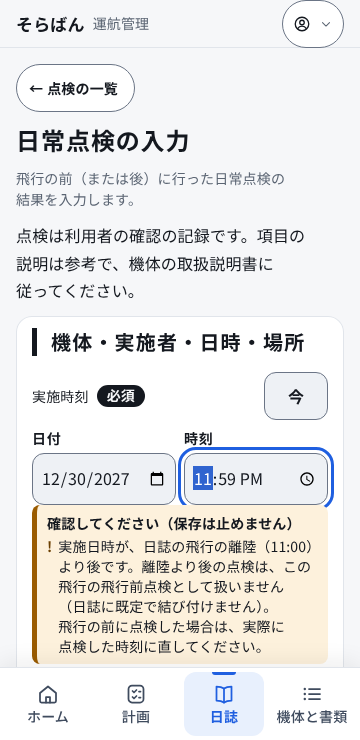 そらばん 運航管理
← 点検の一覧
日常点検の入力
飛行の前（または後）に行った日常点検の
結果を入力します。
点検は利用者の確認の記録です。項目の
説明は参考で、機体の取扱説明書に
従ってください。
機体・実施者・日時・場所
実施時刻 必須 今
日付 時刻
12/30/2027 11:59 PM
確認してください（保存は止めません）
! 実施日時が、日誌の飛行の離陸（11:00）
より後です。離陸より後の点検は、この
飛行の飛行前点検として扱いません
（日誌に既定で結び付けません）。
飛行の前に点検した場合は、実際に
点検した時刻に直してください。
ホーム 計画 日誌 機体と書類